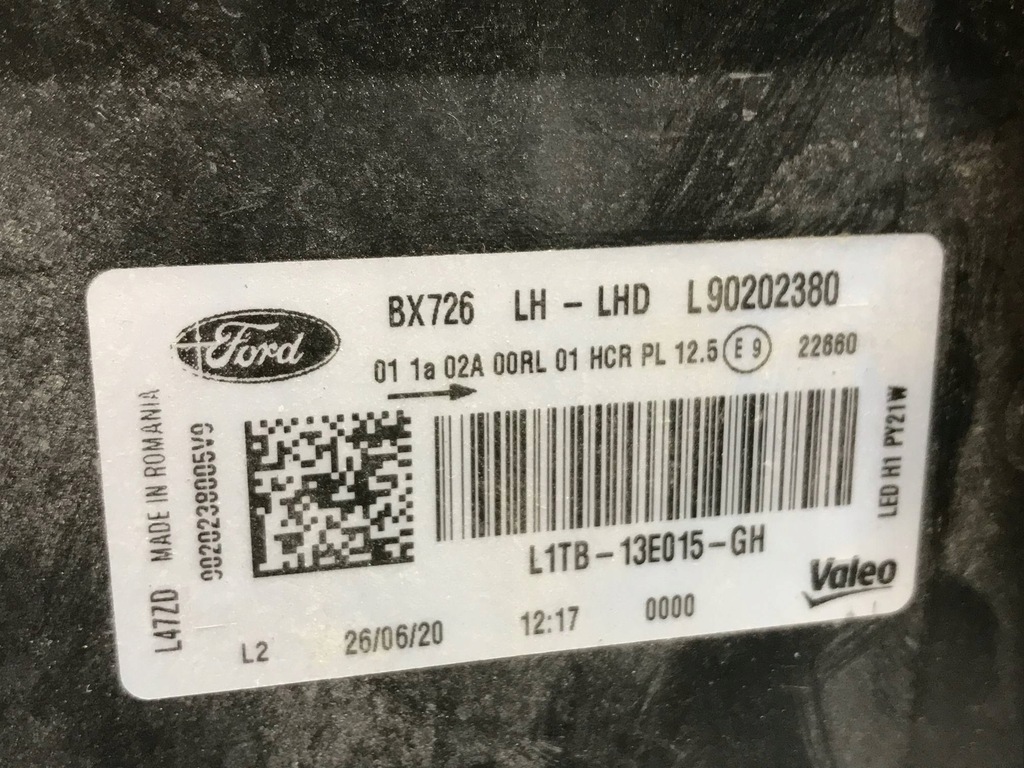 Ford
BX726 LH - LHD L90202380
01 1a 02A 00RL 01 HCR PL 12.5 E 9 22660
L1TB-13E015-GH
Valeo
LED H1 PY21W
L47ZD MADE IN ROMANIA
9020238005V9
L2 26/06/20 12:17 0000